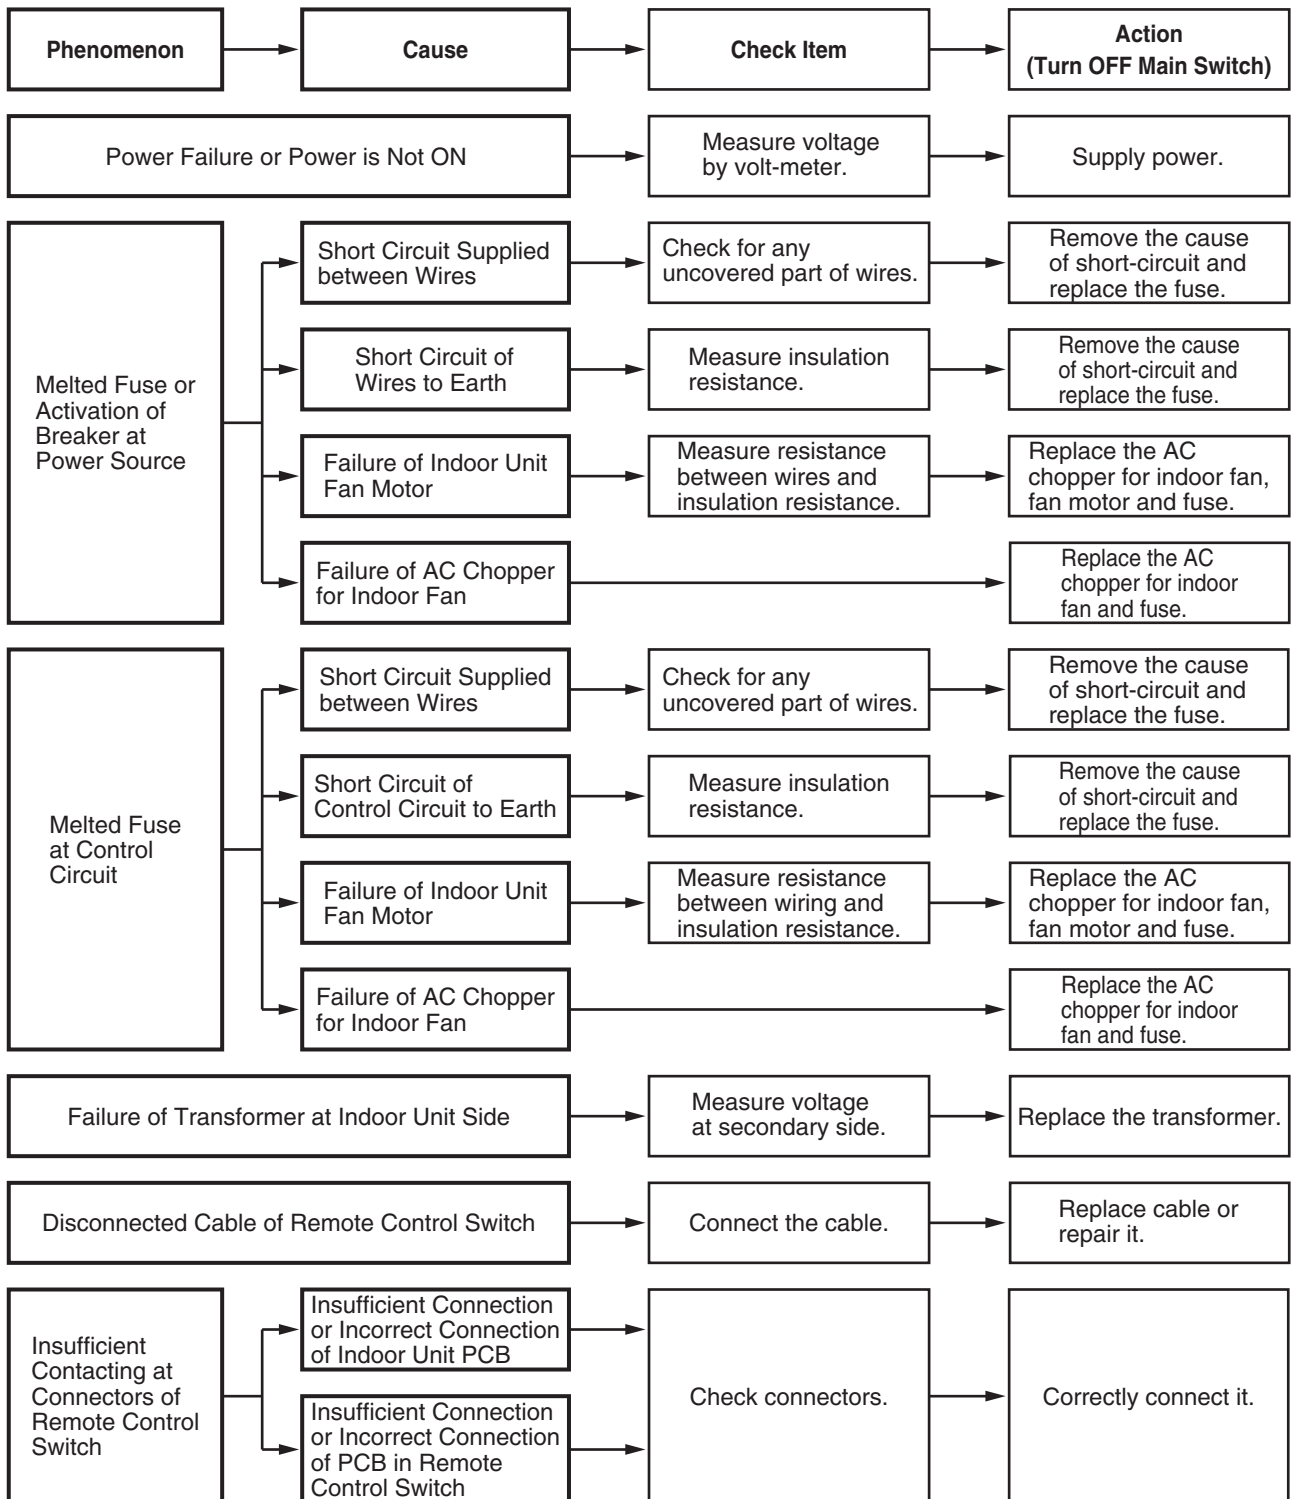 Phenomenon
Cause
Check Item
Action
(Turn OFF Main Switch)
Power Failure or Power is Not ON
Measure voltage
by volt-meter.
Supply power.
Melted Fuse or
Activation of
Breaker at
Power Source
Short Circuit Supplied
between Wires
Check for any
uncovered part of wires.
Remove the cause
of short-circuit and
replace the fuse.
Short Circuit of
Wires to Earth
Measure insulation
resistance.
Remove the cause
of short-circuit and
replace the fuse.
Failure of Indoor Unit
Fan Motor
Measure resistance
between wires and
insulation resistance.
Replace the AC
chopper for indoor fan,
fan motor and fuse.
Failure of AC Chopper
for Indoor Fan
Replace the AC
chopper for indoor
fan and fuse.
Melted Fuse
at Control
Circuit
Short Circuit Supplied
between Wires
Check for any
uncovered part of wires.
Remove the cause
of short-circuit and
replace the fuse.
Short Circuit of
Control Circuit to Earth
Measure insulation
resistance.
Remove the cause
of short-circuit and
replace the fuse.
Failure of Indoor Unit
Fan Motor
Measure resistance
between wiring and
insulation resistance.
Replace the AC
chopper for indoor fan,
fan motor and fuse.
Failure of AC Chopper
for Indoor Fan
Replace the AC
chopper for indoor
fan and fuse.
Failure of Transformer at Indoor Unit Side
Measure voltage
at secondary side.
Replace the transformer.
Disconnected Cable of Remote Control Switch
Connect the cable.
Replace cable or
repair it.
Insufficient
Contacting at
Connectors of
Remote Control
Switch
Insufficient Connection
or Incorrect Connection
of Indoor Unit PCB
Insufficient Connection
or Incorrect Connection
of PCB in Remote
Control Switch
Check connectors.
Correctly connect it.